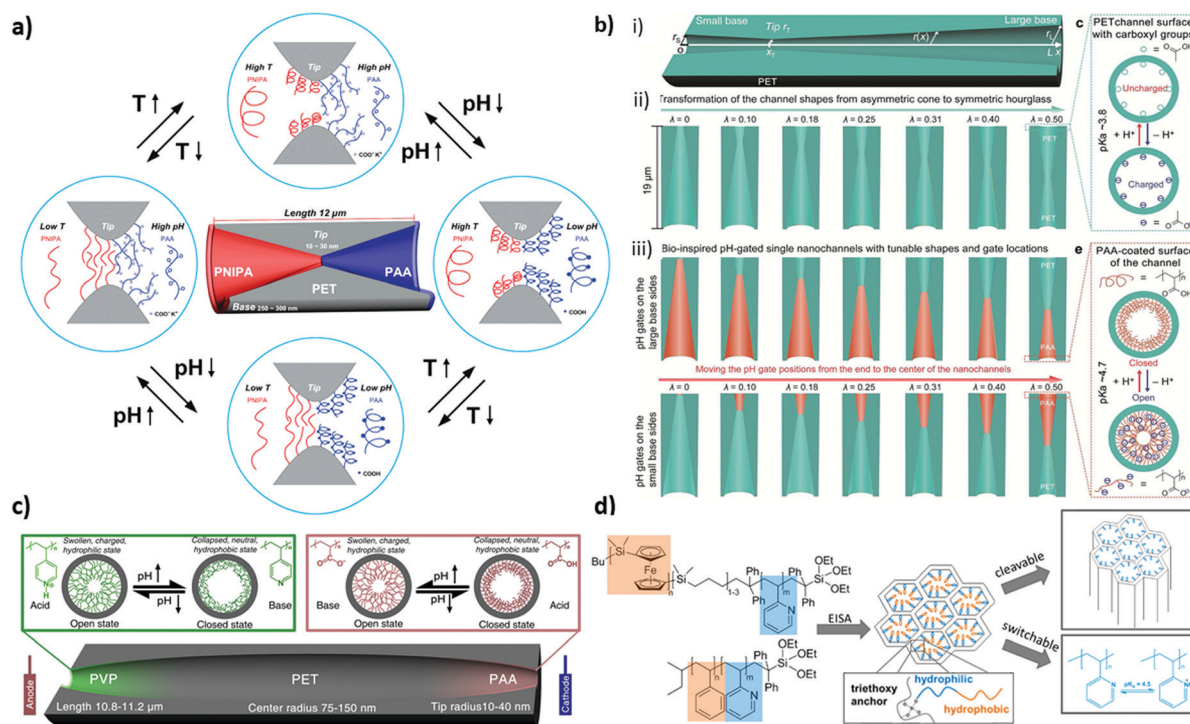 a)
High T
PNIPA
Tip
High pH
PAA
COO⁻ K⁺
T↑
T↓
pH↓
pH↑
Low T
PNIPA
Tip
High pH
PAA
COO⁻ K⁺
Length 12 μm
Tip
10 ~ 30 nm
PNIPA
PAA
PET
Base 250 ~ 300 nm
High T
PNIPA
Tip
Low pH
PAA
COOH
pH↓
pH↑
T↑
T↓
Low T
PNIPA
Tip
Low pH
PAA
COOH
b)
i)
Small base
Large base
Tip rT
rS
O
xT
r(x)
rL
L x
PET
ii)
Transformation of the channel shapes from asymmetric cone to symmetric hourglass
λ = 0
λ = 0.10
λ = 0.18
λ = 0.25
λ = 0.31
λ = 0.40
λ = 0.50
19 μm
PET
PET
c PET channel surface
with carboxyl groups
= OH
O
Uncharged
pKa ~3.8
+ H⁺
− H⁺
Charged
= O
O
iii)
Bio-inspired pH-gated single nanochannels with tunable shapes and gate locations
pH gates on the
large base sides
PET
PAA
Moving the pH gate positions from the end to the center of the nanochannels
λ = 0
λ = 0.10
λ = 0.18
λ = 0.25
λ = 0.31
λ = 0.40
λ = 0.50
pH gates on the
small base sides
PAA
PET
e PAA-coated surface
of the channel
= n
O OH
Closed
pKa ~4.7
+ H⁺
− H⁺
Open
= n
O O
c)
Swollen, charged,
hydrophilic state
Collapsed, neutral,
hydrophobic state
n
N
H
Acid
pH↑
pH↓
n
N
Base
Open state
Closed state
Swollen, charged,
hydrophilic state
Collapsed, neutral,
hydrophobic state
n
O O⁻
Base
pH↑
pH↓
n
O OH
Acid
Open state
Closed state
Anode
PVP
PET
PAA
Cathode
Length 10.8-11.2 μm
Center radius 75-150 nm
Tip radius10-40 nm
d)
Bu
Si
Fe
n
Si
1-3
Ph
Ph
m
N
Ph
OEt
Si
OEt
OEt
Ph
EISA
n
m
N
Ph
OEt
Si
OEt
OEt
Ph
triethoxy
anchor
hydrophilic
hydrophobic
cleavable
switchable
n
N
pKa ≈ 4.5
n
N